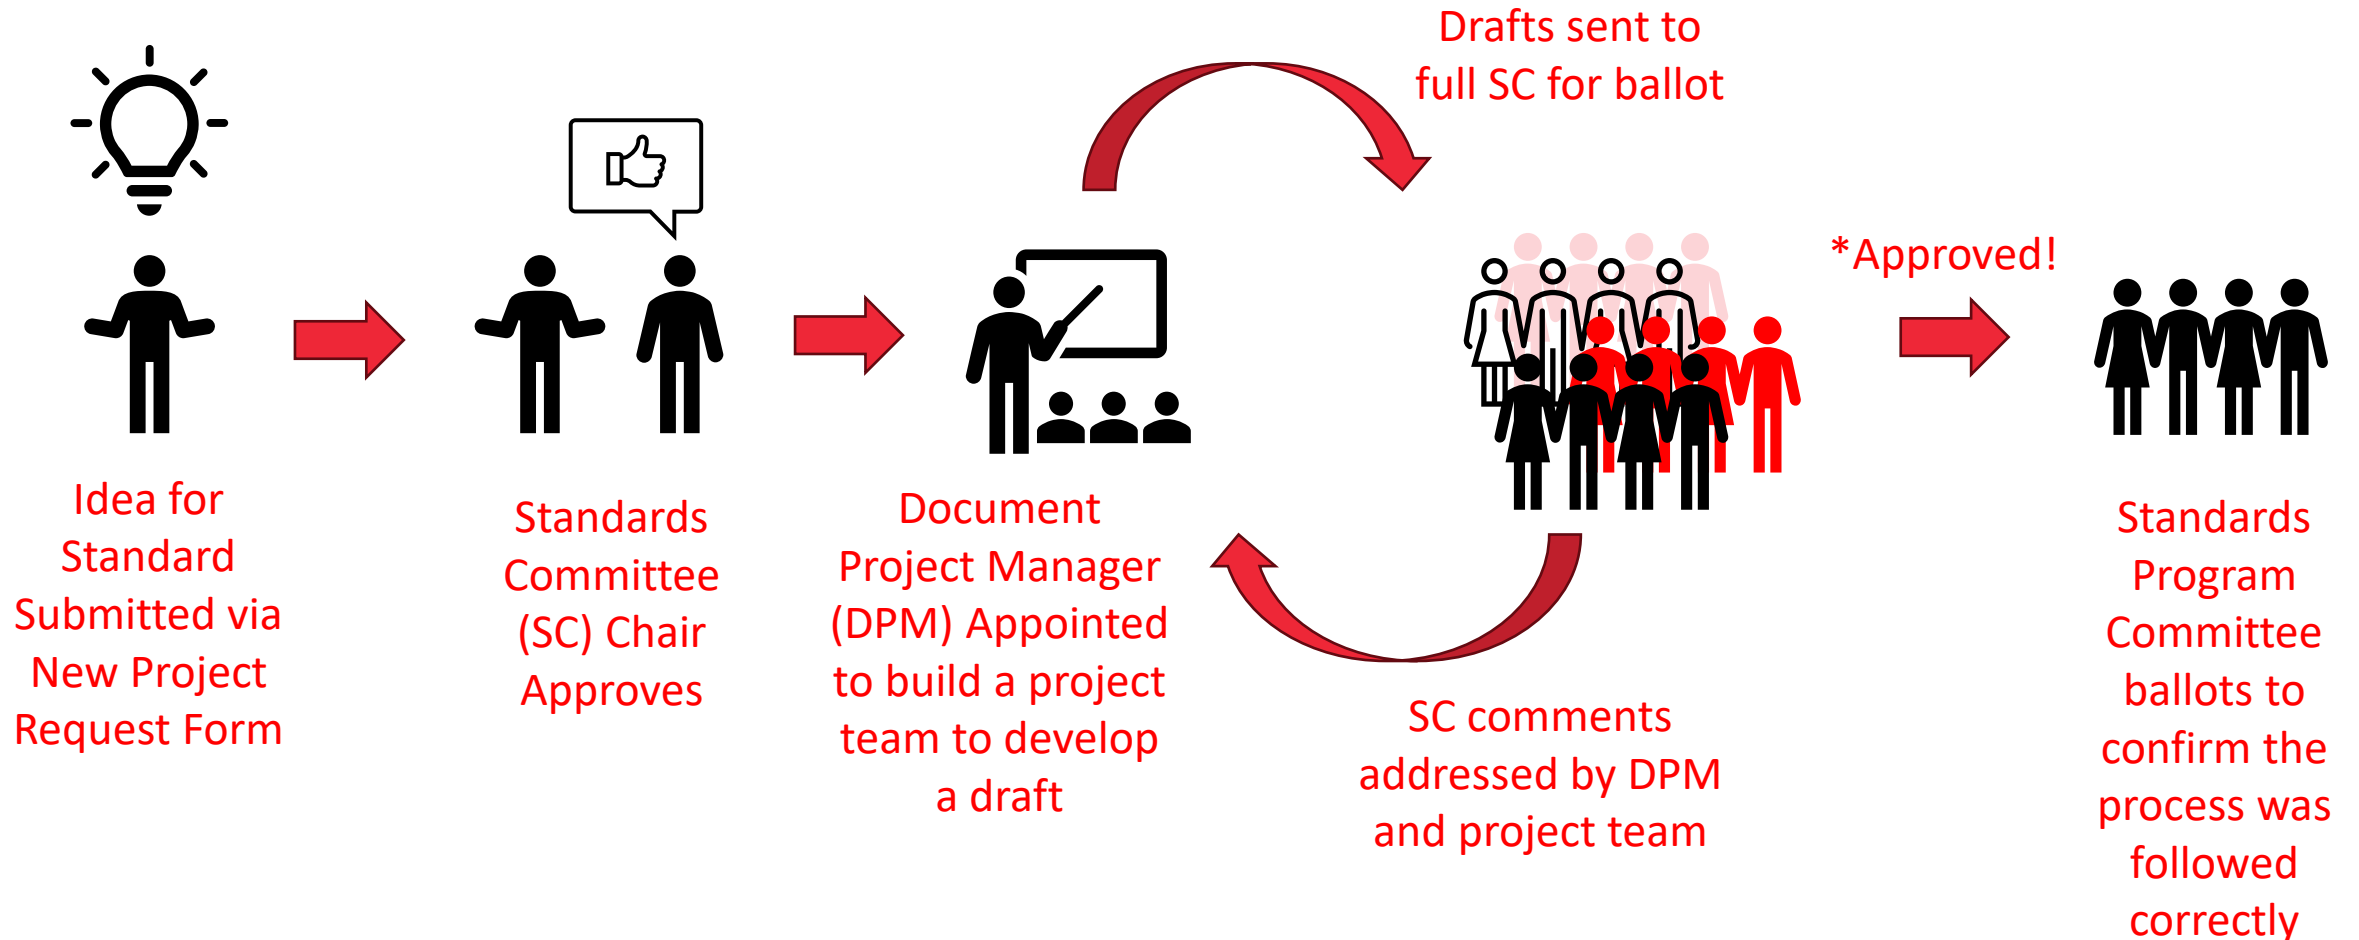 Idea for
Standard
Submitted via
New Project
Request Form
Standards
Committee
(SC) Chair
Approves
Document
Project Manager
(DPM) Appointed
to build a project
team to develop
a draft
Drafts sent to
full SC for ballot
SC comments
addressed by DPM
and project team
*Approved!
Standards
Program
Committee
ballots to
confirm the
process was
followed
correctly